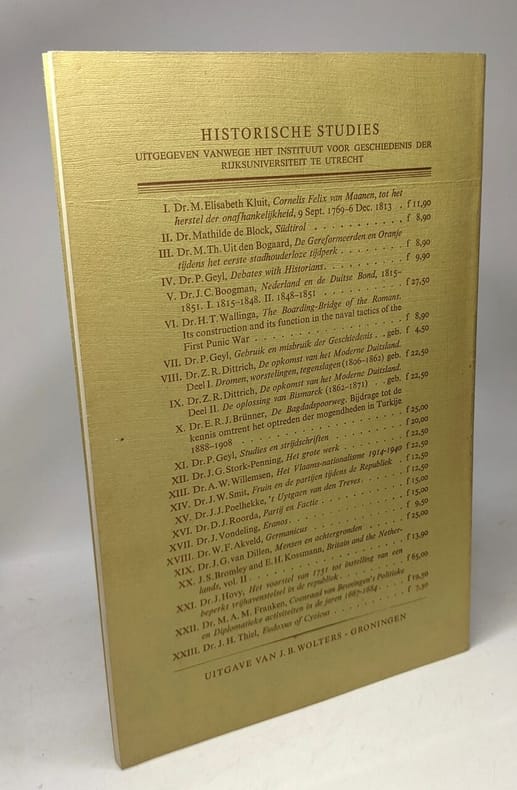 HISTORISCHE STUDIES
UITGEGEVEN VANWEGE HET INSTITUUT VOOR GESCHIEDENIS DER
RIJKSUNIVERSITEIT TE UTRECHT
I. Dr. M. Elisabeth Kluit, Cornelis Felix van Maanen, tot het
herstel der onafhankelijkheid, 9 Sept. 1769-6 Dec. 1813 . f 11,90
II. Dr. Mathilde de Block, Südtirol . . . . . . . . . . f 8,90
III. Dr. M. Th. Uit den Bogaard, De Gereformeerden en Oranje
tijdens het eerste stadhouderloze tijdperk . . . . . . f 8,90
IV. Dr. P. Geyl, Debates with Historians . . . . . . . . f 9,90
V. Dr. J. C. Boogman, Nederland en de Duitse Bond, 1815–
1851. I. 1815–1848. II. 1848–1851 . . . . . . . . . f 27,50
VI. Dr. H. T. Wallinga, The Boarding-Bridge of the Romans.
Its construction and its function in the naval tactics of the
First Punic War . . . . . . . . . . f 8,90
VII. Dr. P. Geyl, Gebruik en misbruik der Geschiedenis . . geb. f 4,50
VIII. Dr. Z. R. Dittrich, De opkomst van het Moderne Duitsland.
Deel I. Dromen, worstelingen, tegenslagen (1806-1862) geb. f 22,50
IX. Dr. Z. R. Dittrich, De opkomst van het Moderne Duitsland.
Deel II. De oplossing van Bismarck (1862-1871) . . geb. f 22,50
X. Dr. E. R. J. Brünner, De Bagdadspoorweg. Bijdrage tot de
kennis omtrent het optreden der mogendheden in Turkije
1888–1908 . . . . . . . . . . f 25,00
XI. Dr. P. Geyl, Studies en strijdschriften . . . . . . f 20,00
XII. Dr. J. G. Stork-Penning, Het grote werk . . . . . . f 22,50
XIII. Dr. A. W. Willemsen, Het Vlaams-nationalisme 1914-1940 f 22,50
XIV. Dr. J. W. Smit, Fruin en de partijen tijdens de Republiek f 12,50
XV. Dr. J. J. Poelhekke, 't Uytgaen van den Treves . . . . f 12,50
XVI. Dr. D. J. Roorda, Partij en Factie . . . . . . . . f 15,00
XVII. Dr. J. Vondeling, Eranos . . . . . . . . . . f 15,00
XVIII. Dr. W. F. Akveld, Germanicus . . . . . . . . . f 9,50
XIX. Dr. J. G. van Dillen, Mensen en achtergronden . . . . f 25,00
XX. J. S. Bromley and E. H. Kossmann, Britain and the Nether-
lands, vol. II . . . . . . . . . . f 13,90
XXI. Dr. J. Hovy, Het voorstel van 1751 tot instelling van een
beperkt vrijhavenstelsel in de republiek . . . . . . f 65,00
XXII. Dr. M. A. M. Franken, Coenraad van Beuningen's Politieke
en Diplomatieke activiteiten in de jaren 1667-1684 . . . f 19,50
XXIII. Dr. J. H. Thiel, Eudoxus of Cyzicus . . . . . . . f 7,50
UITGAVE VAN J. B. WOLTERS · GRONINGEN